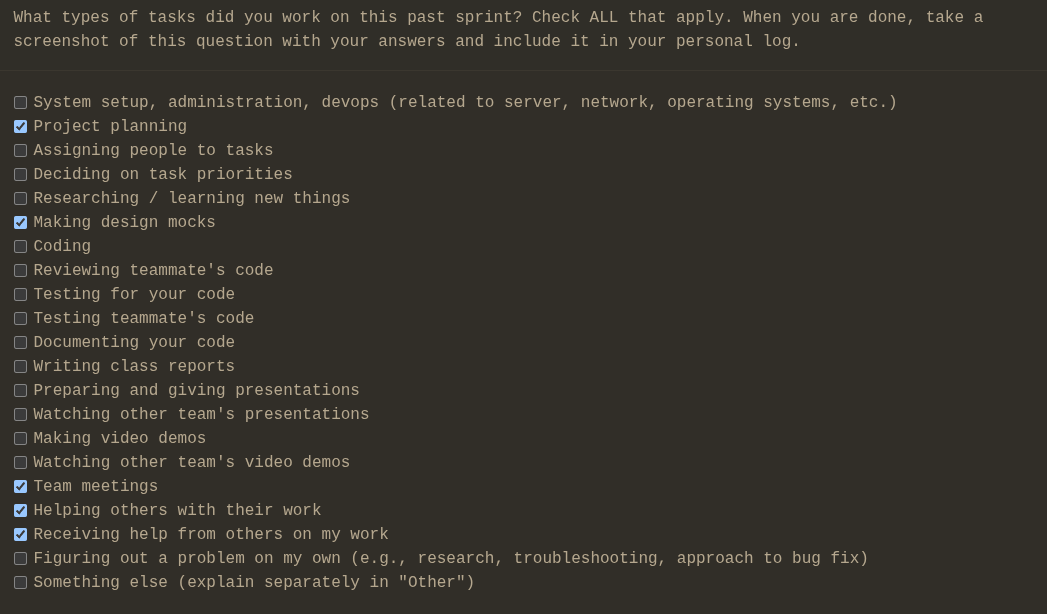 What types of tasks did you work on this past sprint? Check ALL that apply. When you are done, take a
screenshot of this question with your answers and include it in your personal log.
System setup, administration, devops (related to server, network, operating systems, etc.)
Project planning
Assigning people to tasks
Deciding on task priorities
Researching / learning new things
Making design mocks
Coding
Reviewing teammate's code
Testing for your code
Testing teammate's code
Documenting your code
Writing class reports
Preparing and giving presentations
Watching other team's presentations
Making video demos
Watching other team's video demos
Team meetings
Helping others with their work
Receiving help from others on my work
Figuring out a problem on my own (e.g., research, troubleshooting, approach to bug fix)
Something else (explain separately in "Other")